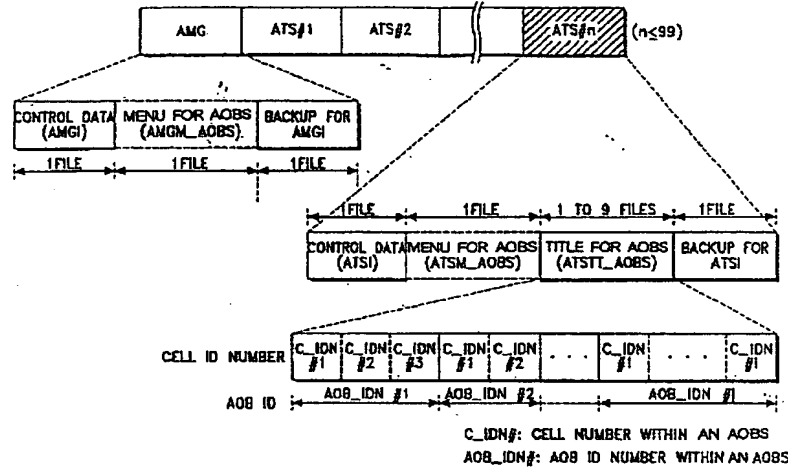 AMG ATS#1 ATS#2 ATS#n (n≤99)
CONTROL DATA (AMGI)
MENU FOR AOBS (AMGM_AOBS)
BACKUP FOR AMGI
1FILE 1FILE 1FILE
1FILE 1FILE 1 TO 9 FILES 1FILE
CONTROL DATA (ATSI)
MENU FOR AOBS (ATSM_AOBS)
TITLE FOR AOBS (ATSTT_AOBS)
BACKUP FOR ATSI
CELL ID NUMBER
C_IDN #1
C_IDN #2
C_IDN #3
C_IDN #1
C_IDN #2
. . .
C_IDN #1
. . .
C_IDN #1
AOB ID AOB_IDN #1 AOB_IDN #2 AOB_IDN #1
C_IDN#: CELL NUMBER WITHIN AN AOBS
AOB_IDN#: AOB ID NUMBER WITHIN AN AOBS